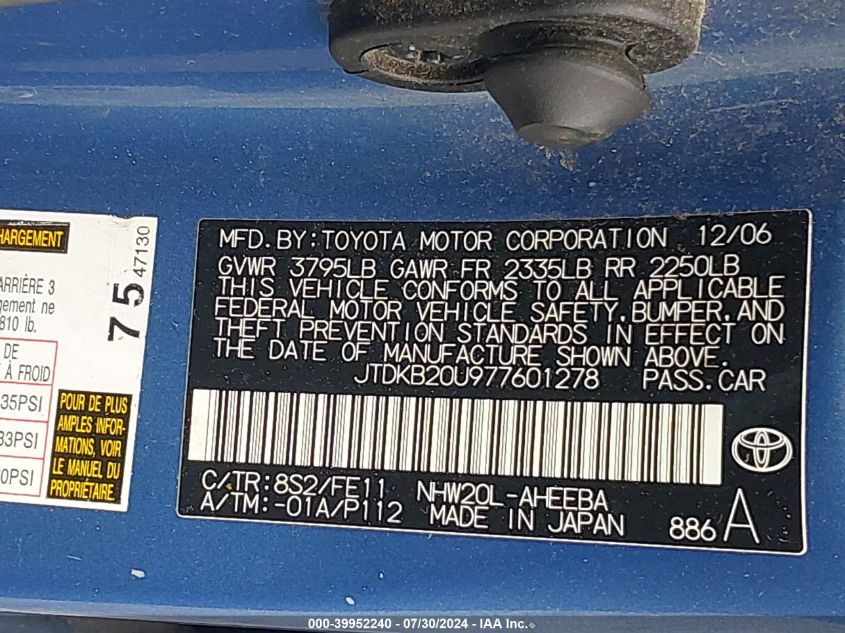 CHARGEMENT
ARRIÈRE 3
gement ne
810 lb.
DE
À FROID
35PSI
33PSI
0PSI
POUR DE PLUS
AMPLES INFOR-
MATIONS, VOIR
LE MANUEL DU
PROPRIÉTAIRE.
75 47130
MFD. BY: TOYOTA MOTOR CORPORATION 12/06
GVWR 3795LB GAWR FR 2335LB RR 2250LB
THIS VEHICLE CONFORMS TO ALL APPLICABLE
FEDERAL MOTOR VEHICLE SAFETY, BUMPER, AND
THEFT PREVENTION STANDARDS IN EFFECT ON
THE DATE OF MANUFACTURE SHOWN ABOVE.
JTDKB20U977601278 PASS. CAR
C/TR: 8S2/FE11 NHW20L-AHEEBA
A/TM: -01A/P112 MADE IN JAPAN 886 A
000-39952240 - 07/30/2024 - IAA Inc.